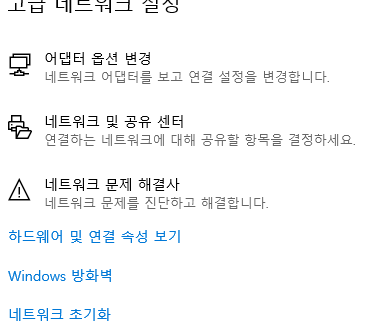 고급 네트워크 설정
어댑터 옵션 변경
네트워크 어댑터를 보고 연결 설정을 변경합니다.
네트워크 및 공유 센터
연결하는 네트워크에 대해 공유할 항목을 결정하세요.
네트워크 문제 해결사
네트워크 문제를 진단하고 해결합니다.
하드웨어 및 연결 속성 보기
Windows 방화벽
네트워크 초기화